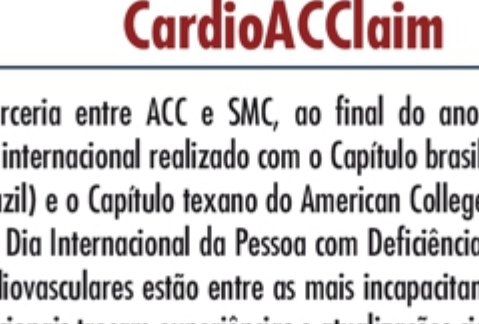 CardioACClaim
rceria entre ACC e SMC, ao final do ano
internacional realizado com o Capítulo brasil
zil) e o Capítulo texano do American College
Dia Internacional da Pessoa com Deficiência
diovasculares estão entre as mais incapacitan